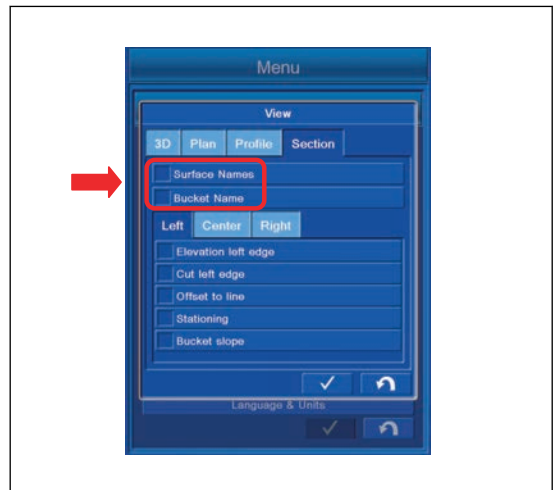 Menu
View
3D Plan Profile Section
Surface Names
Bucket Name
Left Center Right
Elevation left edge
Cut left edge
Offset to line
Stationing
Bucket slope
Language & Units